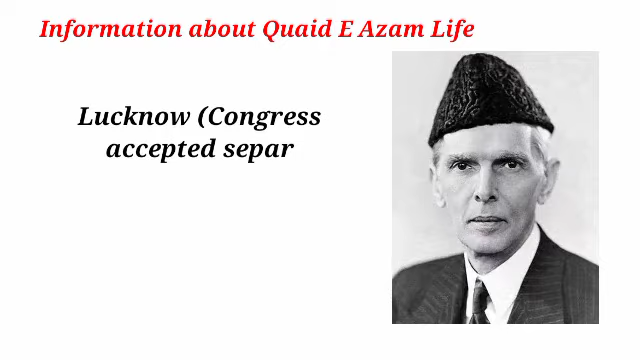 Information about Quaid E Azam Life
Lucknow (Congress
accepted separ